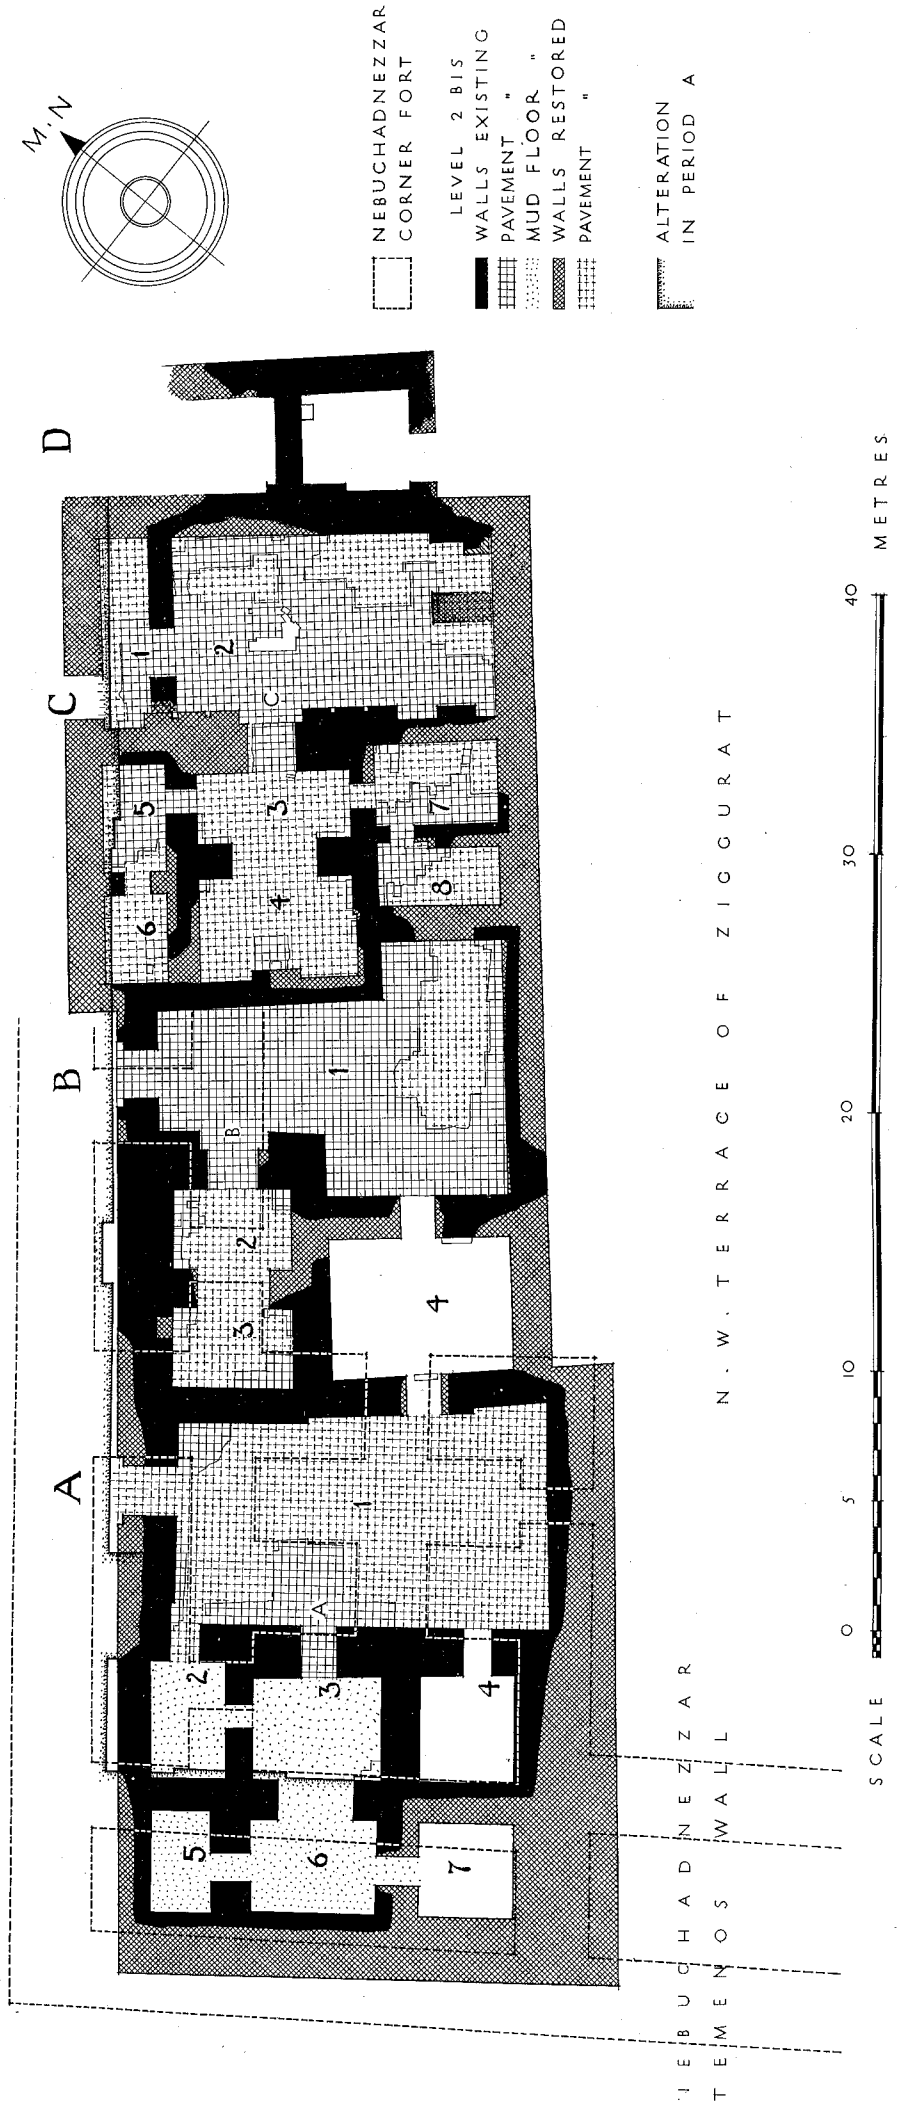 M.N
NEBUCHADNEZZAR
CORNER FORT
LEVEL 2 BIS
WALLS EXISTING
PAVEMENT "
MUD FLOOR "
WALLS RESTORED
PAVEMENT "
ALTERATION
IN PERIOD A
A
B
C
D
5
6
7
2
3
4
A
1
3
2
4
B
1
6
5
4
3
8
7
C
1
2
N.W. TERRACE OF ZIGGURAT
NEBUCHADNEZZAR
TEMENOS WALL
SCALE
0
5
10
20
30
40
METRES